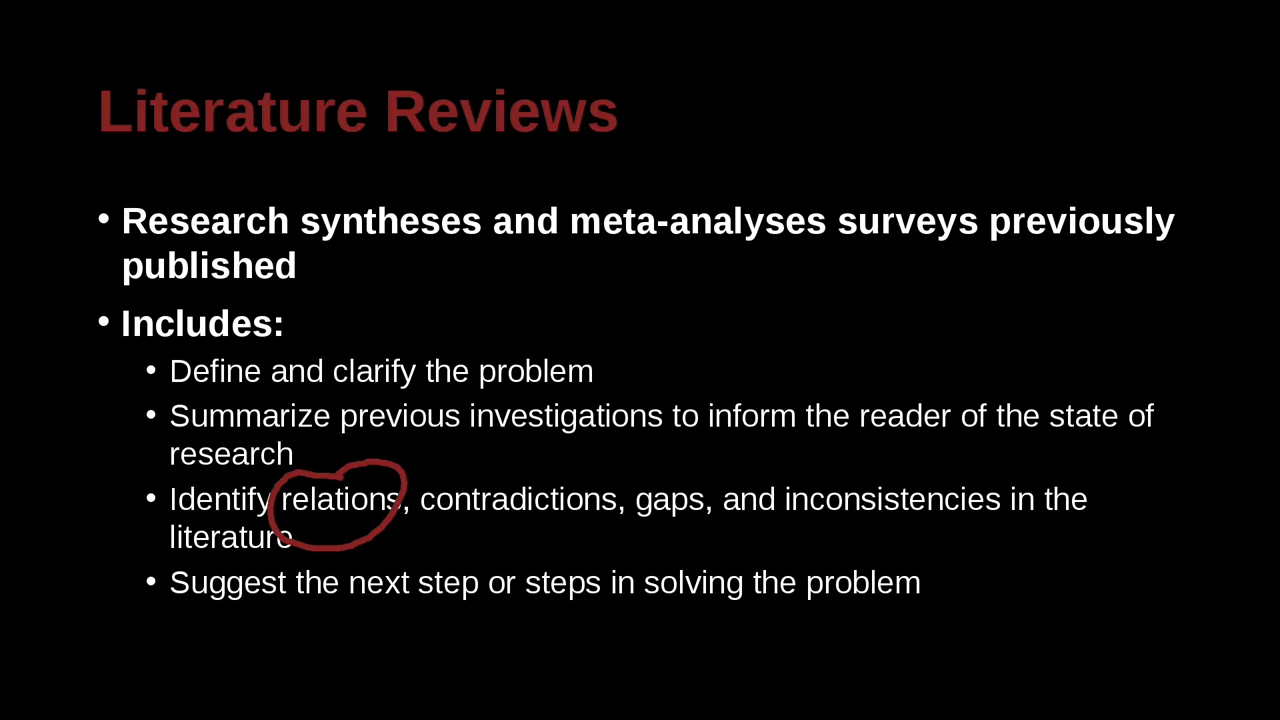 Literature Reviews
• Research syntheses and meta-analyses surveys previously
published
• Includes:
• Define and clarify the problem
• Summarize previous investigations to inform the reader of the state of
research
• Identify relations, contradictions, gaps, and inconsistencies in the
literature
• Suggest the next step or steps in solving the problem